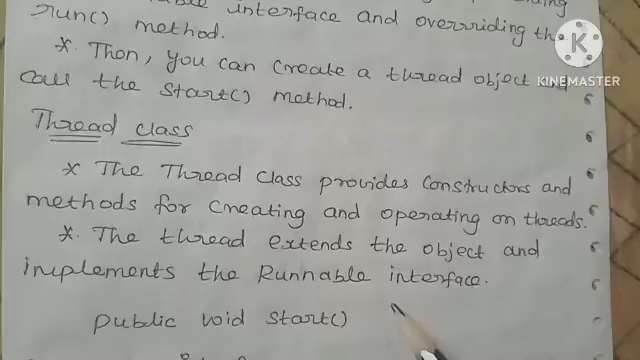 interface and overriding the
run() method.
* Then, you can create a thread object and
call the start() method.
Thread class
* The Thread class provides constructors and
methods for creating and operating on threads.
* The thread extends the object and
implements the Runnable interface.
public void start()
KINEMASTER